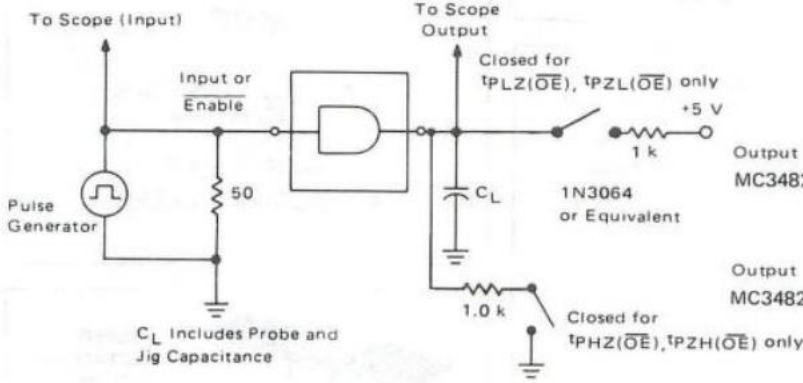 To Scope (Input)
To Scope
Output
Closed for
tPLZ(OE), tPZL(OE) only
+5 V
Input or
Enable
1 k
Output
MC3482
Pulse
Generator
50
CL
1N3064
or Equivalent
Output
MC3482
1.0 k
CL Includes Probe and
Jig Capacitance
Closed for
tPHZ(OE), tPZH(OE) only